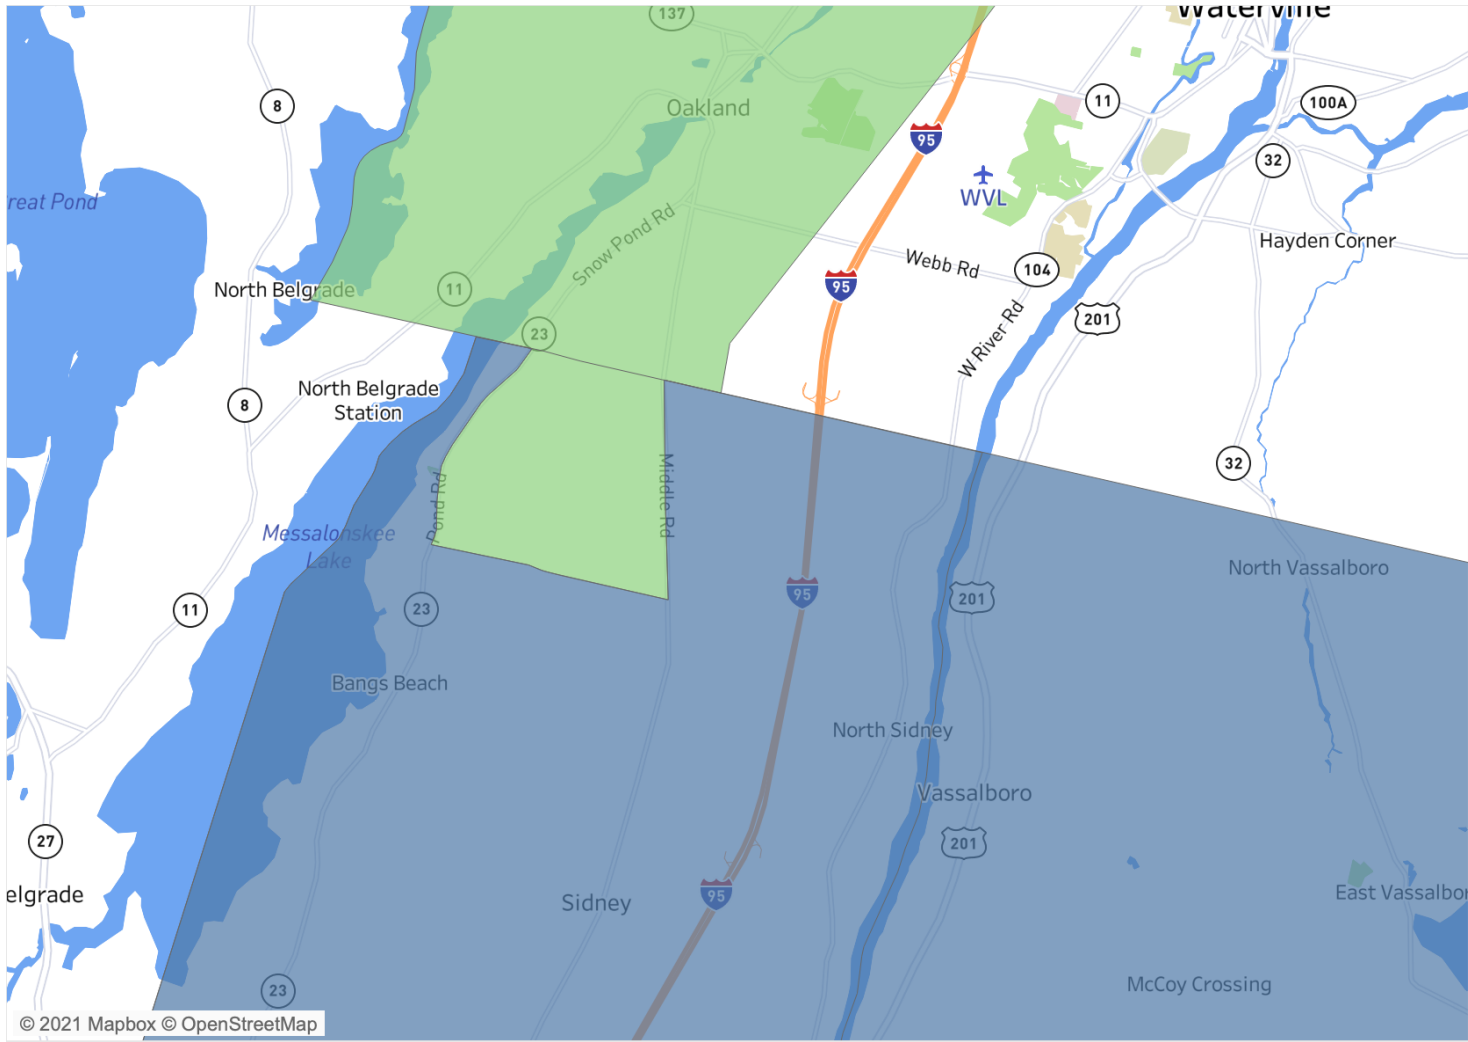 Waterville
137
8
11
100A
Oakland
95
32
WVL
reat Pond
Snow Pond Rd
Hayden Corner
Webb Rd
104
North Belgrade
11
95
201
23
W River Rd
North Belgrade
Station
8
32
Middle Rd
Pond Rd
Messalonskee
Lake
North Vassalboro
95
201
11
23
Bangs Beach
North Sidney
Vassalboro
27
201
elgrade
95
Sidney
East Vassalbor
McCoy Crossing
23
© 2021 Mapbox © OpenStreetMap